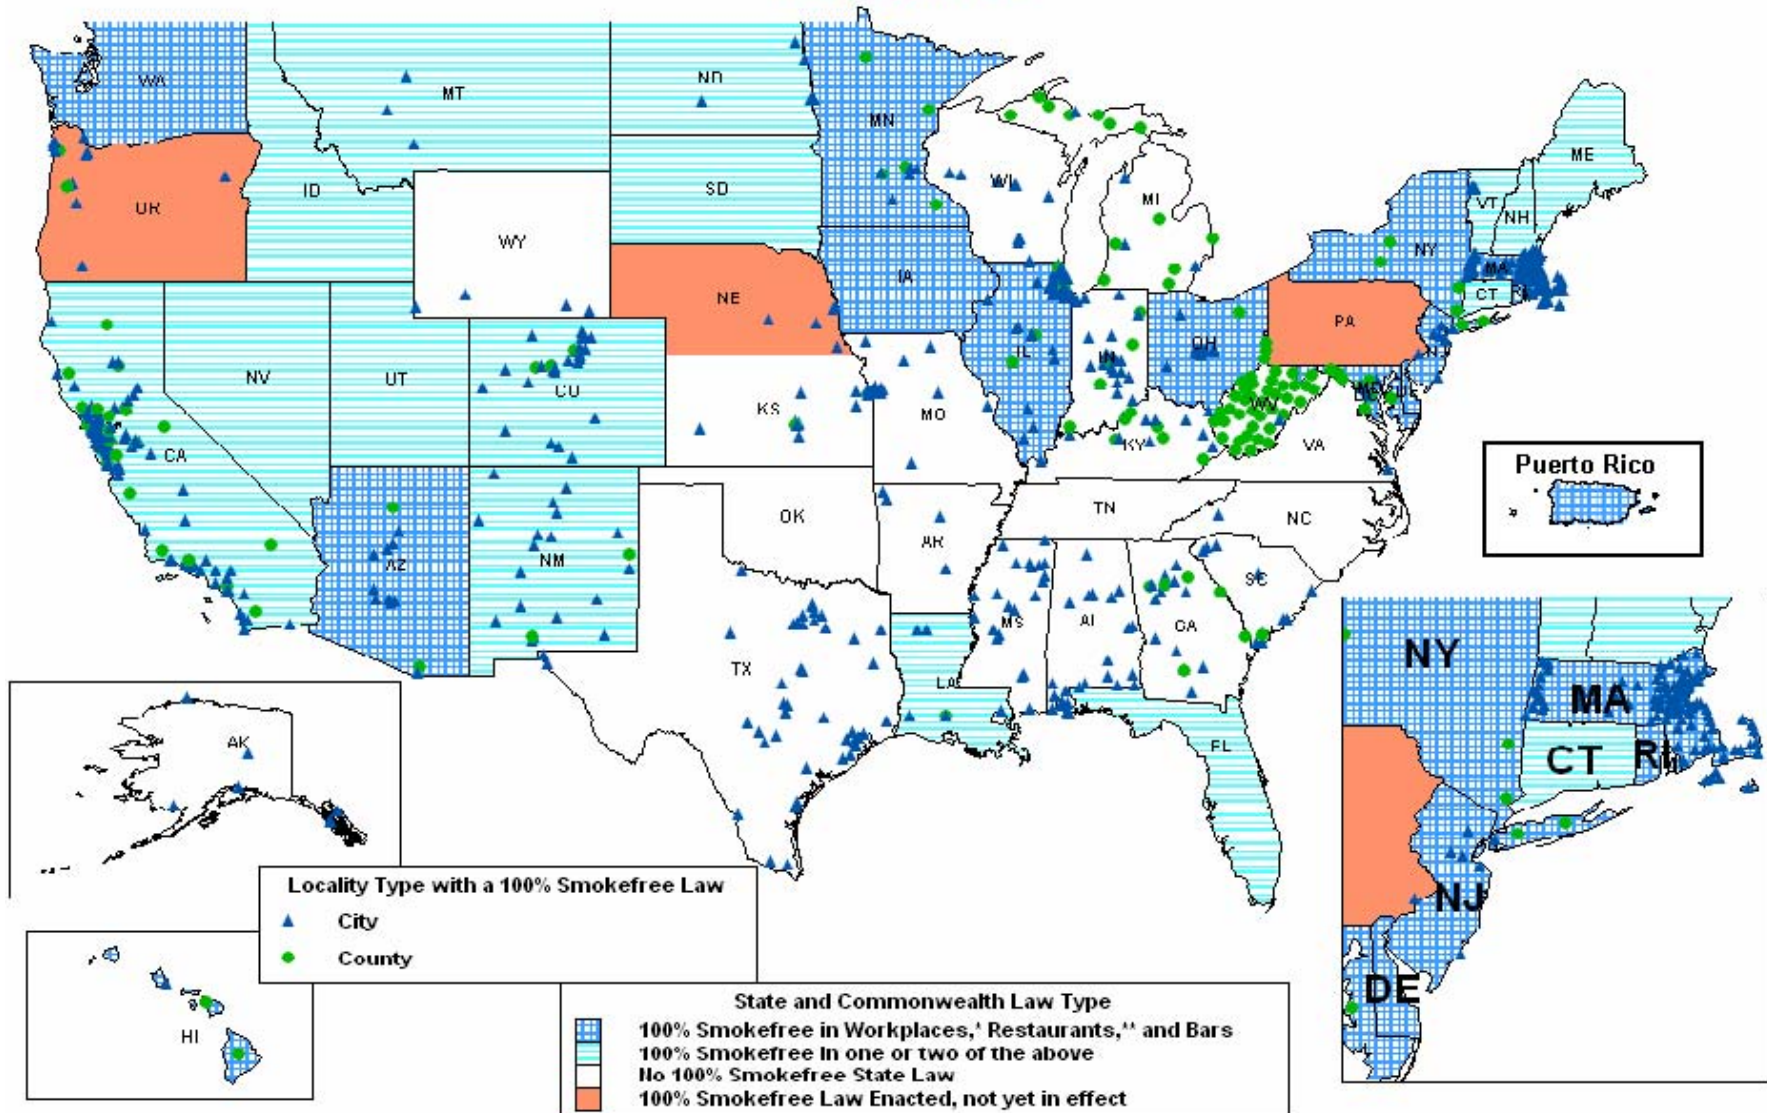 WA
MT
ND
MN
ME
ID
SD
WI
MI
VT
NH
UR
WY
NY
MA
IA
CT
NE
PA
NV
UT
CU
IL
IN
OH
NJ
KS
MO
WV
KY
VA
CA
Puerto Rico
OK
TN
NC
AZ
NM
AR
SC
MS
AI
GA
TX
LA
FL
AK
HI
NY
MA
CT
RI
NJ
DE
Locality Type with a 100% Smokefree Law
City
County
State and Commonwealth Law Type
100% Smokefree in Workplaces,* Restaurants,** and Bars
100% Smokefree in one or two of the above
No 100% Smokefree State Law
100% Smokefree Law Enacted, not yet in effect